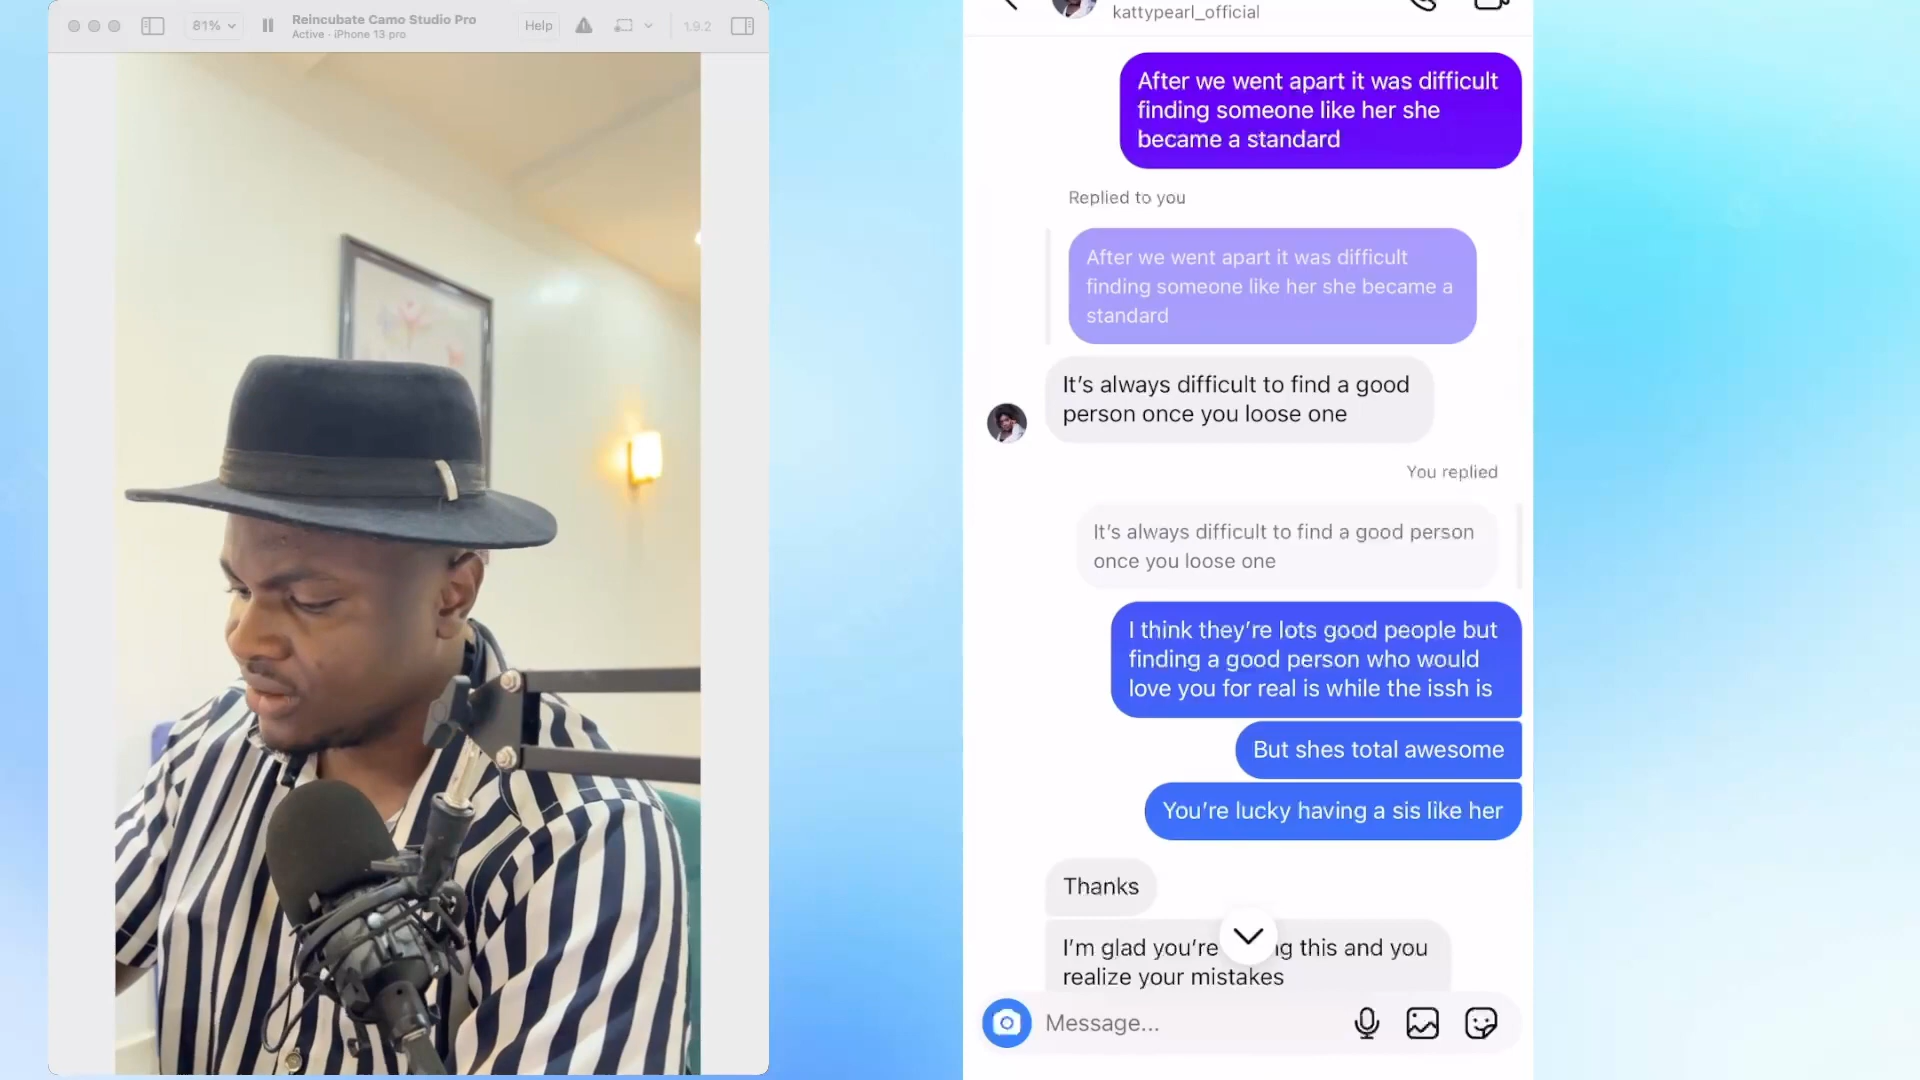 81%
Reincubate Camo Studio Pro
Active · iPhone 13 pro
Help
1.9.2
kattypearl_official
After we went apart it was difficult
finding someone like her she
became a standard
Replied to you
After we went apart it was difficult
finding someone like her she became a
standard
It's always difficult to find a good
person once you loose one
You replied
It's always difficult to find a good person
once you loose one
I think they're lots good people but
finding a good person who would
love you for real is while the issh is
But shes total awesome
You're lucky having a sis like her
Thanks
I'm glad you're g this and you
realize your mistakes
Message...